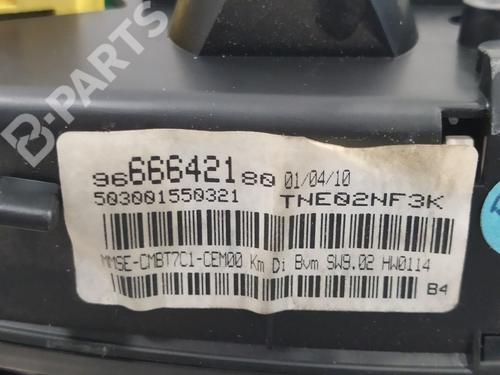 B-PARTS
9666642180 01/04/10
503001550321 TNE02NF3K
MMSE-CMBT7C1-CEM00 Km Di Bvm SW9.02 HW0114
B4